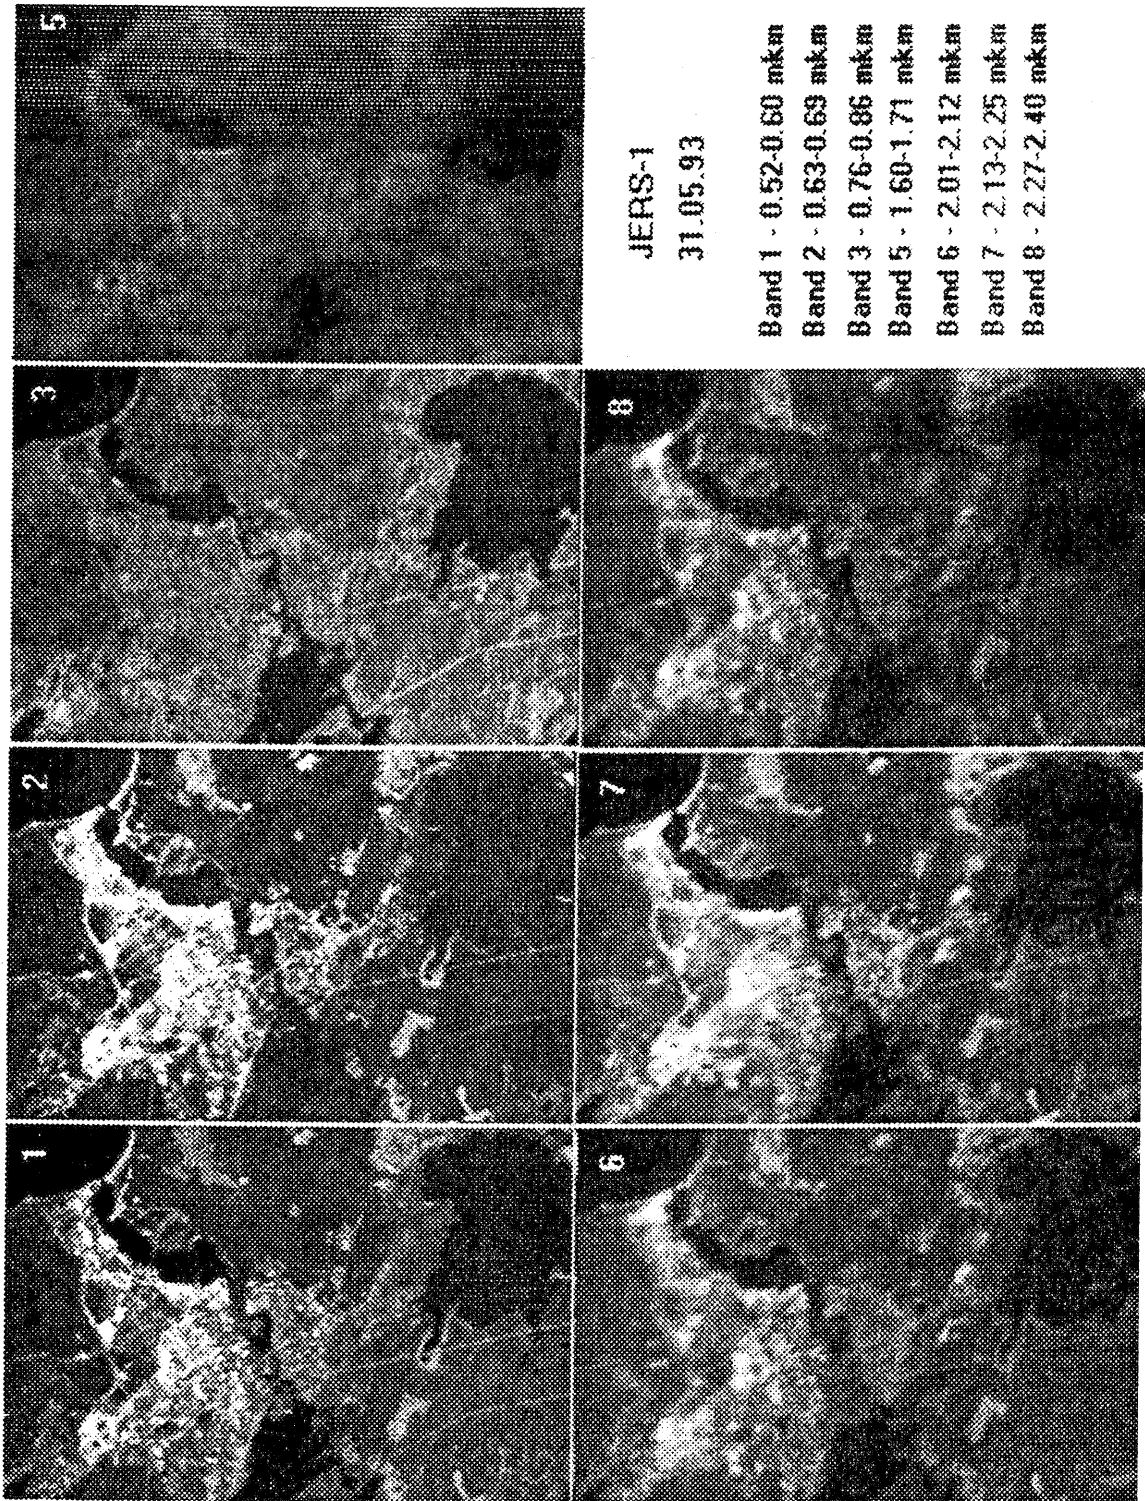 1
2
3
5
6
7
8
JERS-1
31.05.93
Band 1 - 0.52-0.60 mkm
Band 2 - 0.63-0.69 mkm
Band 3 - 0.76-0.86 mkm
Band 5 - 1.60-1.71 mkm
Band 6 - 2.01-2.12 mkm
Band 7 - 2.13-2.25 mkm
Band 8 - 2.27-2.40 mkm